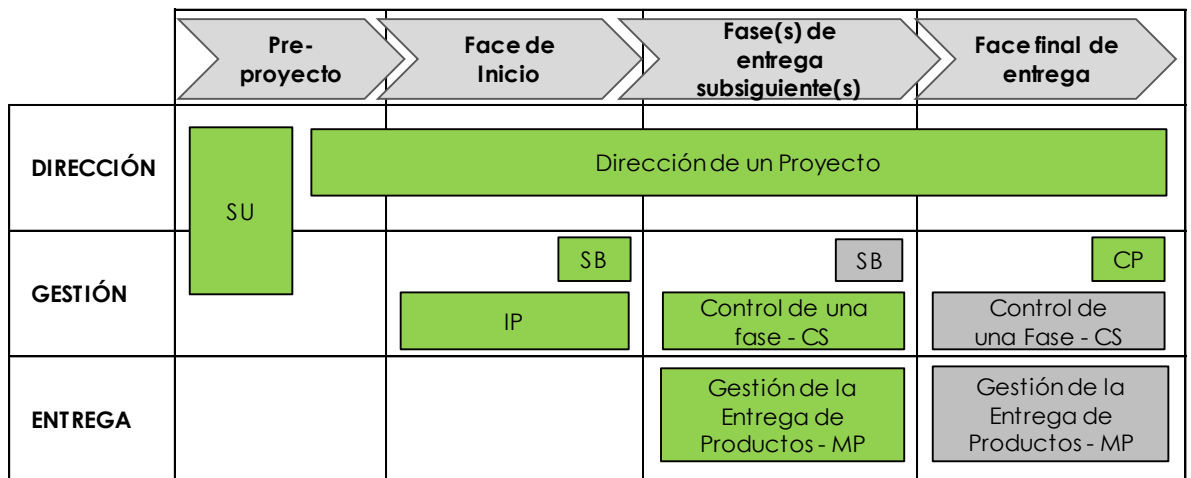 Pre-
proyecto
Face de
Inicio
Fase(s) de
entrega
subsiguiente(s)
Face final de
entrega
DIRECCIÓN
SU
Dirección de un Proyecto
GESTIÓN
SB
IP
SB
Control de una
fase - CS
CP
Control de
una Fase - CS
ENTREGA
Gestión de la
Entrega de
Productos - MP
Gestión de la
Entrega de
Productos - MP